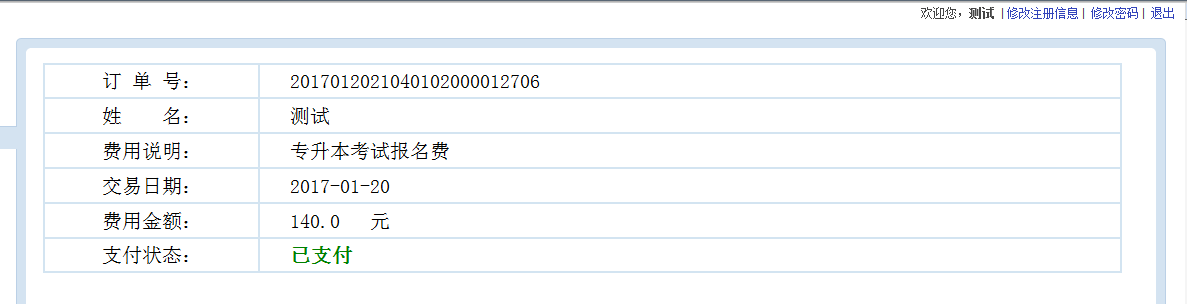 欢迎您，测试 |修改注册信息| 修改密码| 退出
订 单 号： 2017012021040102000012706
姓 名： 测试
费用说明： 专升本考试报名费
交易日期： 2017-01-20
费用金额： 140.0 元
支付状态： 已支付